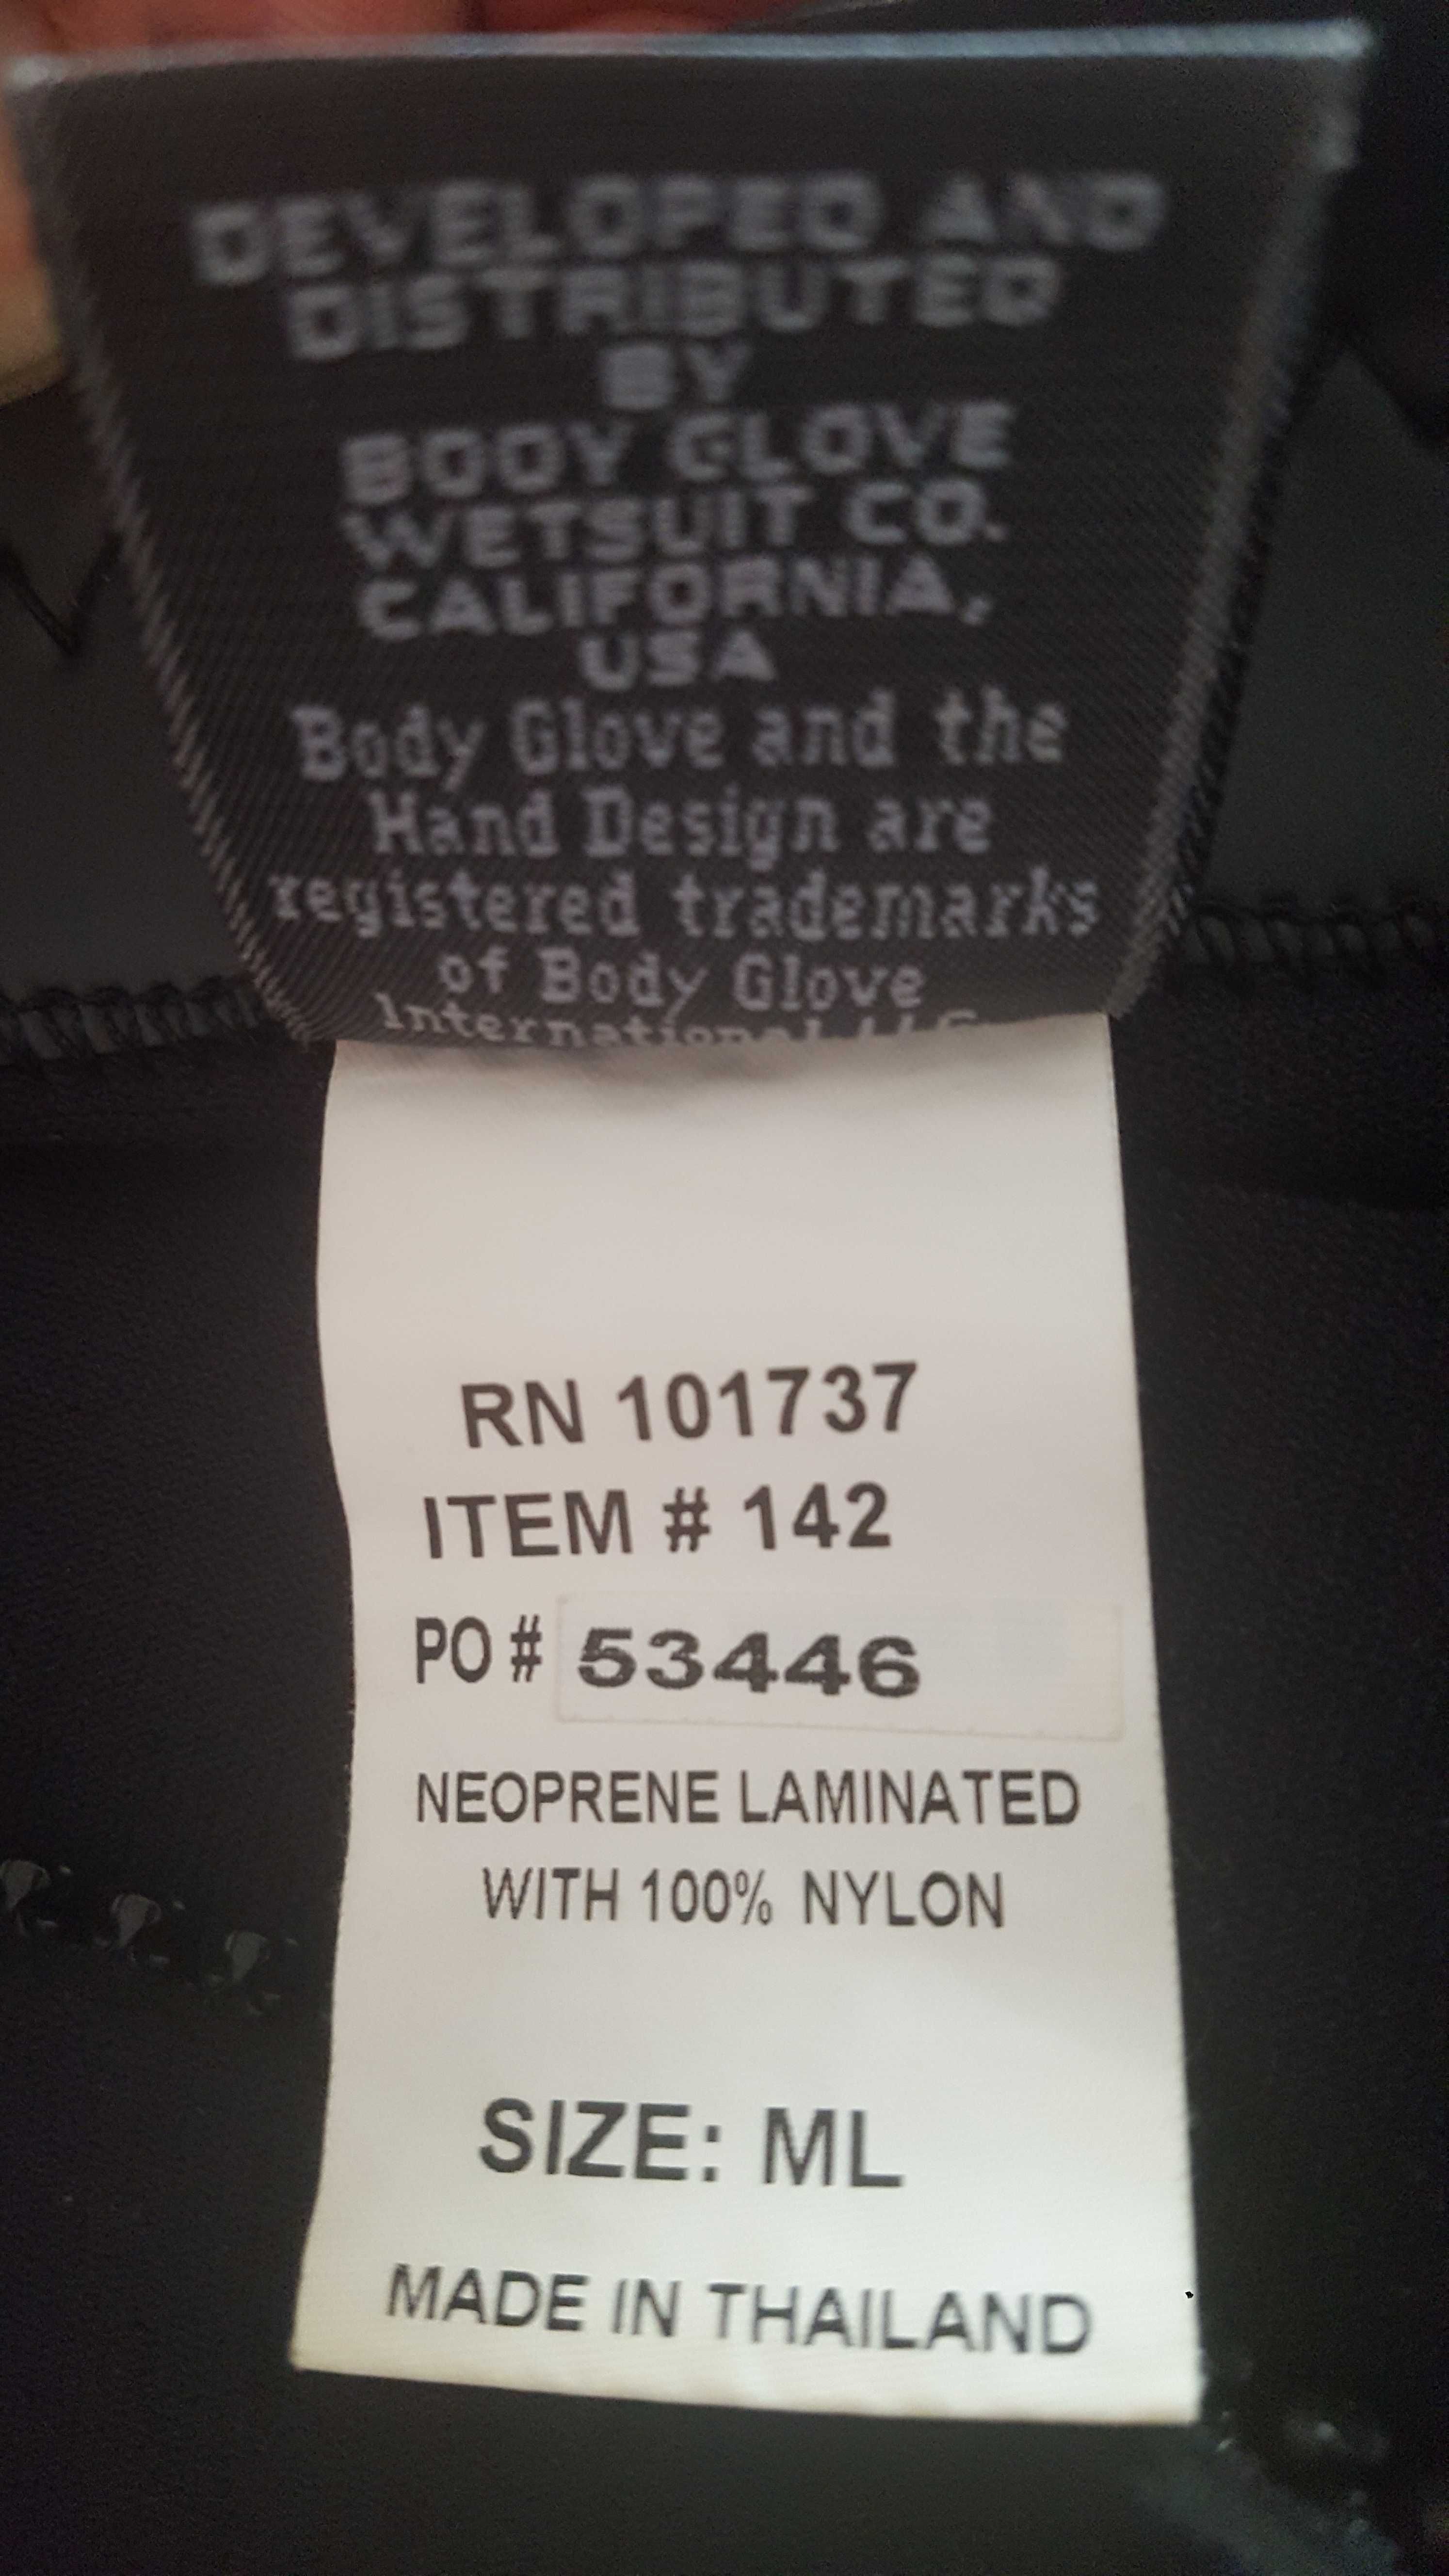 DEVELOPED AND
DISTRIBUTED
BY
BODY GLOVE
WETSUIT CO.
CALIFORNIA,
USA
Body Glove and the
Hand Design are
registered trademarks
of Body Glove
International LLC
RN 101737
ITEM # 142
PO # 53446
NEOPRENE LAMINATED
WITH 100% NYLON
SIZE: ML
MADE IN THAILAND